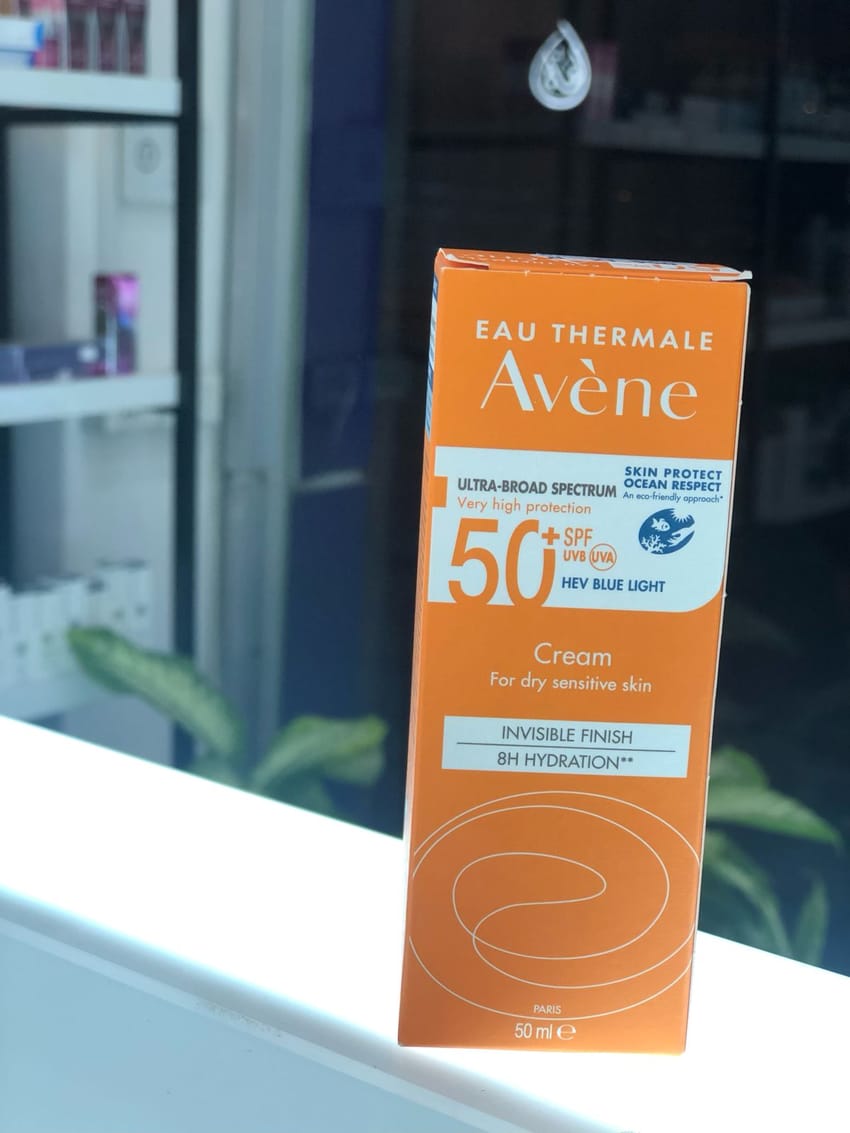 EAU THERMALE
Avène
ULTRA-BROAD SPECTRUM
Very high protection
50+ SPF
UVB UVA
HEV BLUE LIGHT
SKIN PROTECT
OCEAN RESPECT
An eco-friendly approach*
Cream
For dry sensitive skin
INVISIBLE FINISH
8H HYDRATION**
PARIS
50 ml ℮